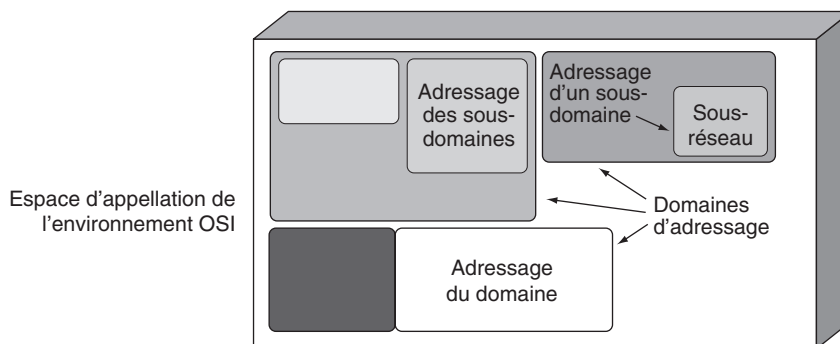 Adressage
des sous-
domaines
Adressage
d'un sous-
domaine
Sous-
réseau
Espace d'appellation de
l'environnement OSI
Domaines
d'adressage
Adressage
du domaine